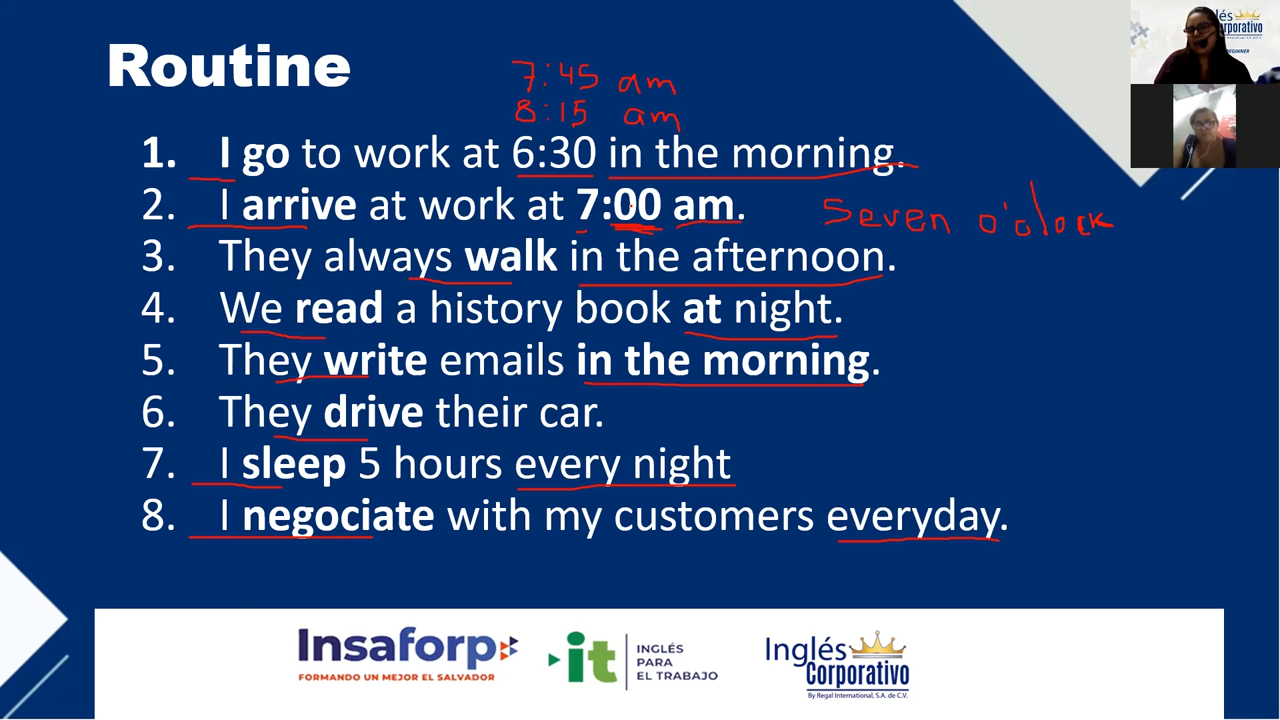 Routine
7:45 am
8:15 am
1. I go to work at 6:30 in the morning.
2. I arrive at work at 7:00 am.
seven o'clock
3. They always walk in the afternoon.
4. We read a history book at night.
5. They write emails in the morning.
6. They drive their car.
7. I sleep 5 hours every night
8. I negociate with my customers everyday.
Insaforp
FORMANDO UN MEJOR EL SALVADOR
it
INGLÉS
PARA
EL TRABAJO
Inglés
Corporativo
By Regal International, S.A. de C.V.